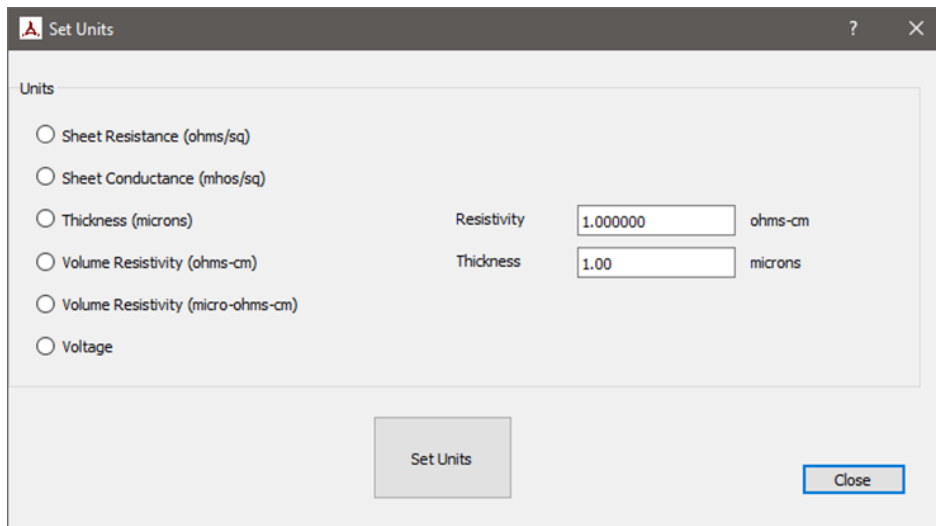 Set Units
?
Units
Sheet Resistance (ohms/sq)
Sheet Conductance (mhos/sq)
Thickness (microns) Resistivity 1.000000 ohms-cm
Volume Resistivity (ohms-cm) Thickness 1.00 microns
Volume Resistivity (micro-ohms-cm)
Voltage
Set Units
Close